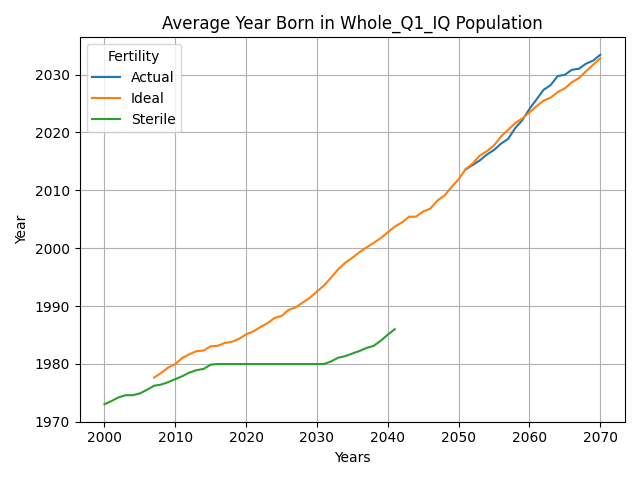 Average Year Born in Whole_Q1_IQ Population
Fertility
Actual
Ideal
Sterile
2030
2020
2010
2000
1990
1980
1970
Year
2000 2010 2020 2030 2040 2050 2060 2070
Years